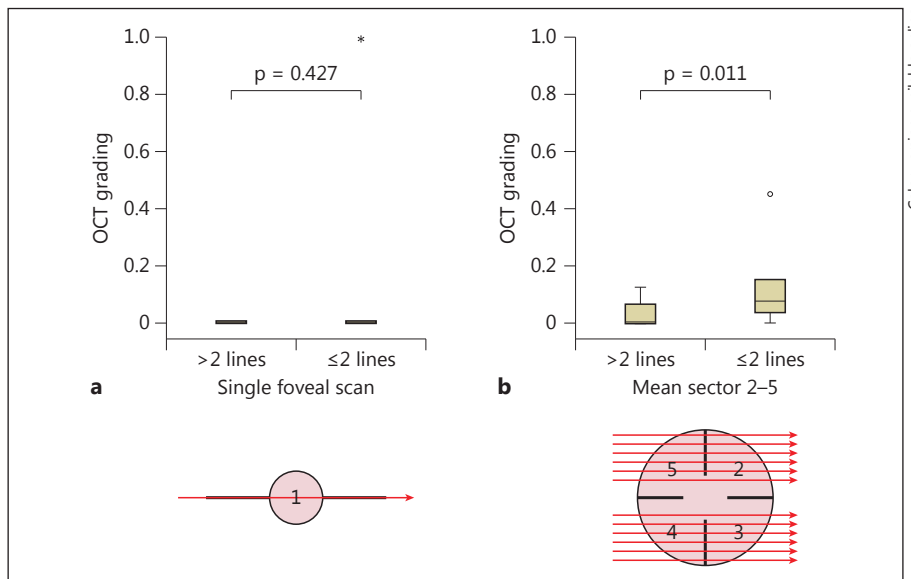 1.0
0.8
0.6
0.4
0.2
0
OCT grading
p = 0.427
*
>2 lines
≤2 lines
a
Single foveal scan
1
1.0
0.8
0.6
0.4
0.2
0
OCT grading
p = 0.011
>2 lines
≤2 lines
b
Mean sector 2–5
5 2
4 3